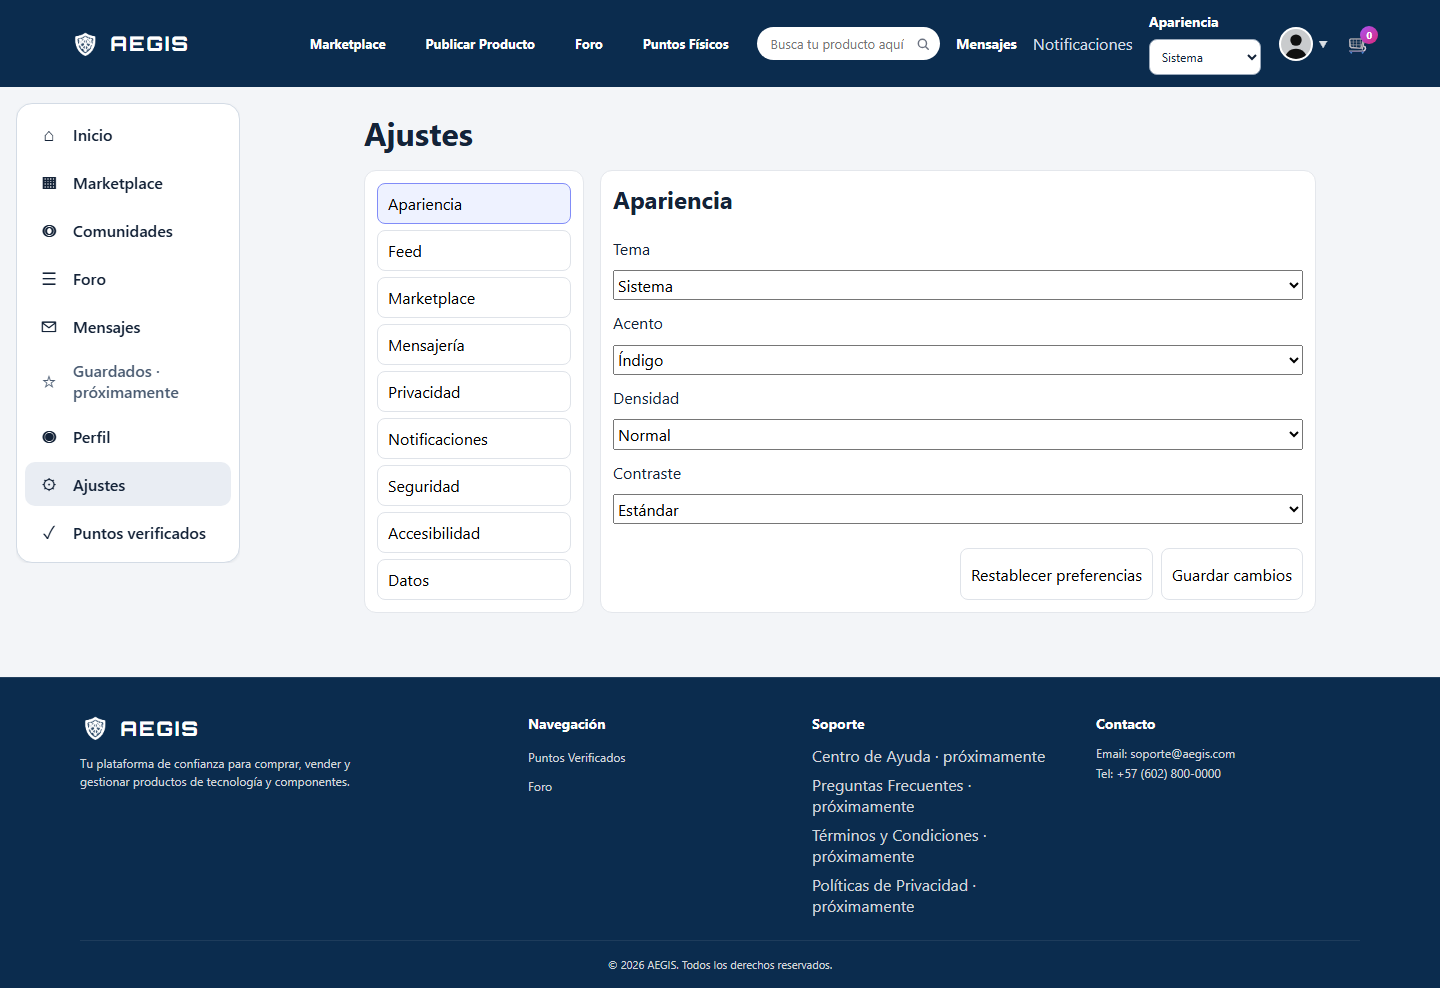 AEGIS
Marketplace
Publicar Producto
Foro
Puntos Físicos
Busca tu producto aquí
Mensajes
Notificaciones
Apariencia
Sistema
0
Inicio
Marketplace
Comunidades
Foro
Mensajes
Guardados ·
próximamente
Perfil
Ajustes
Puntos verificados
Ajustes
Apariencia
Feed
Marketplace
Mensajería
Privacidad
Notificaciones
Seguridad
Accesibilidad
Datos
Apariencia
Tema
Sistema
Acento
Índigo
Densidad
Normal
Contraste
Estándar
Restablecer preferencias
Guardar cambios
AEGIS
Tu plataforma de confianza para comprar, vender y
gestionar productos de tecnología y componentes.
Navegación
Puntos Verificados
Foro
Soporte
Centro de Ayuda · próximamente
Preguntas Frecuentes ·
próximamente
Términos y Condiciones ·
próximamente
Políticas de Privacidad ·
próximamente
Contacto
Email: soporte@aegis.com
Tel: +57 (602) 800-0000
© 2026 AEGIS. Todos los derechos reservados.